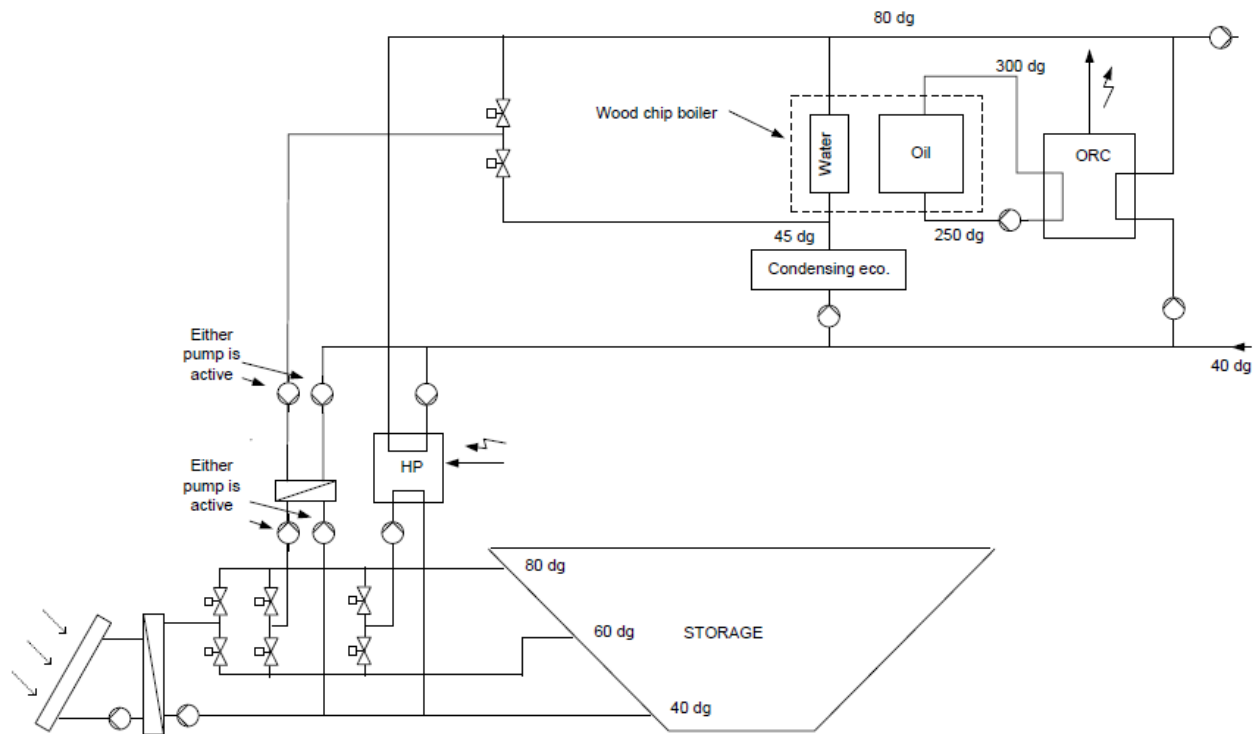 80 dg
300 dg
Wood chip boiler
Water
Oil
ORC
45 dg
250 dg
Condensing eco.
Either
pump is
active
40 dg
HP
Either
pump is
active
80 dg
60 dg
STORAGE
40 dg